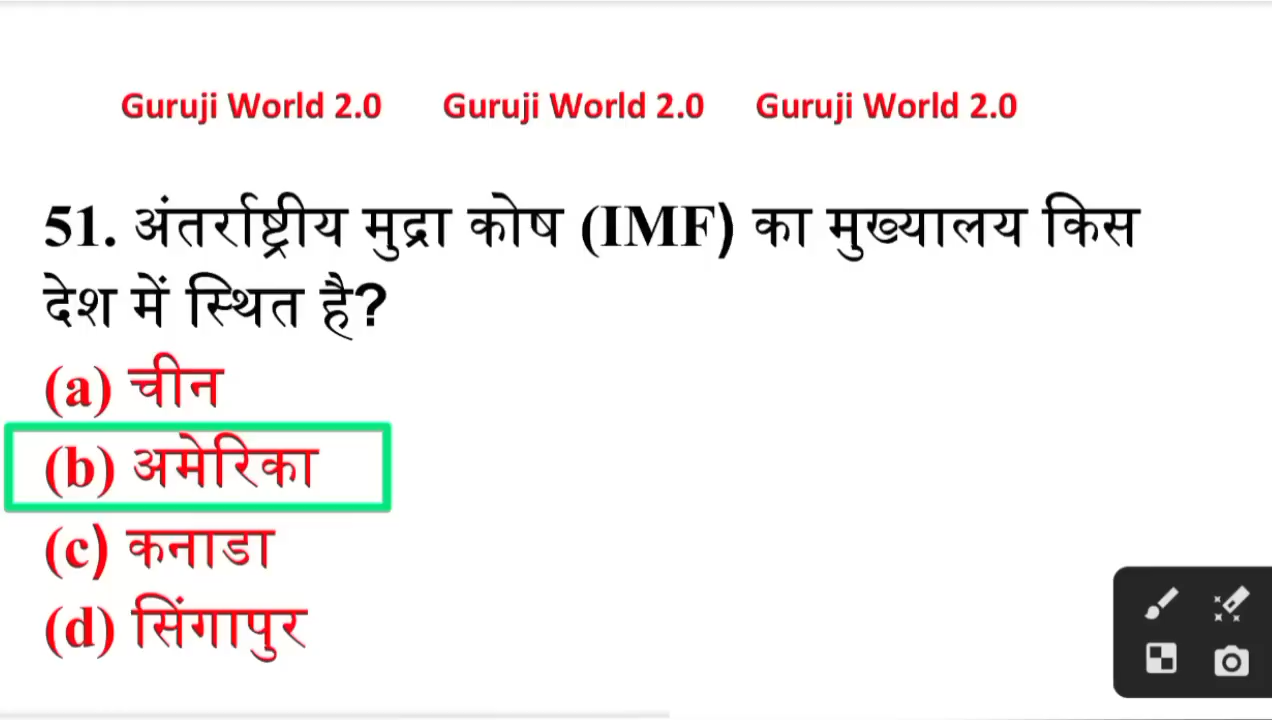 Guruji World 2.0 Guruji World 2.0 Guruji World 2.0
51. अंतर्राष्ट्रीय मुद्रा कोष (IMF) का मुख्यालय किस
देश में स्थित है?
(a) चीन
(b) अमेरिका
(c) कनाडा
(d) सिंगापुर